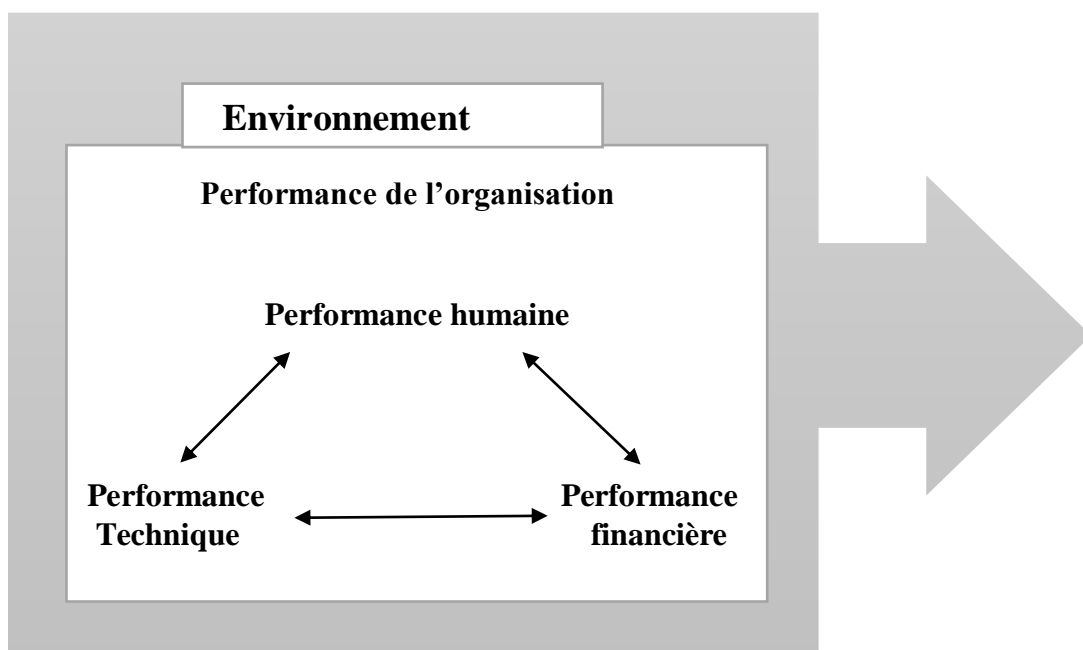 Environnement
Performance de l’organisation
Performance humaine
Performance
Technique
Performance
financière